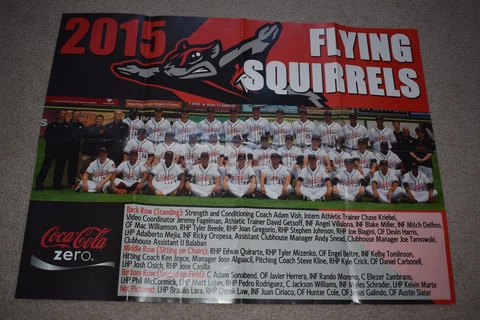 2015
FLYING
SQUIRRELS
Coca-Cola
zero.
Back Row (Standing): Strength and Conditioning Coach Adam Vish, Intern Athletic Trainer Chase Kriebel,
Video Coordinator Jeremy Fagelman, Athletic Trainer David Getsoff, INF Angel Villalona, INF Blake Miller, INF Mitch Delfino,
OF Mac Williamson, RHP Tyler Beede, RHP Joan Gregorio, RHP Stephen Johnson, RHP Joe Biagini, OF Devin Harris,
LHP Adalberto Mejia, INF Ricky Oropesa, Assistant Clubhouse Manager Andy Snead, Clubhouse Manager Joe Tarnowski,
Clubhouse Assistant U Balaban
Middle Row (Sitting on Chairs): RHP Edwin Quirarte, RHP Tyler Mizenko, OF Engel Beltre, INF Kelby Tomlinson,
Hitting Coach Ken Joyce, Manager Jose Alguacil, Pitching Coach Steve Kline, RHP Kyle Crick, OF Daniel Carbonell,
LHP Josh Osich, RHP Jose Casilla
Bottom Row (Seated on Field): C Adam Sonabend, OF Javier Herrera, INF Rando Moreno, C Eliezer Zambrano,
LHP Phil McCormick, LHP Matt Lujan, RHP Pedro Rodriguez, C Jackson Williams, INF Myles Schroder, LHP Kelvin Marte
Not Pictured: LHP Braulio Lara, RHP Derek Law, INF Juan Ciriaco, OF Hunter Cole, OF Jesus Galindo, OF Austin Slater